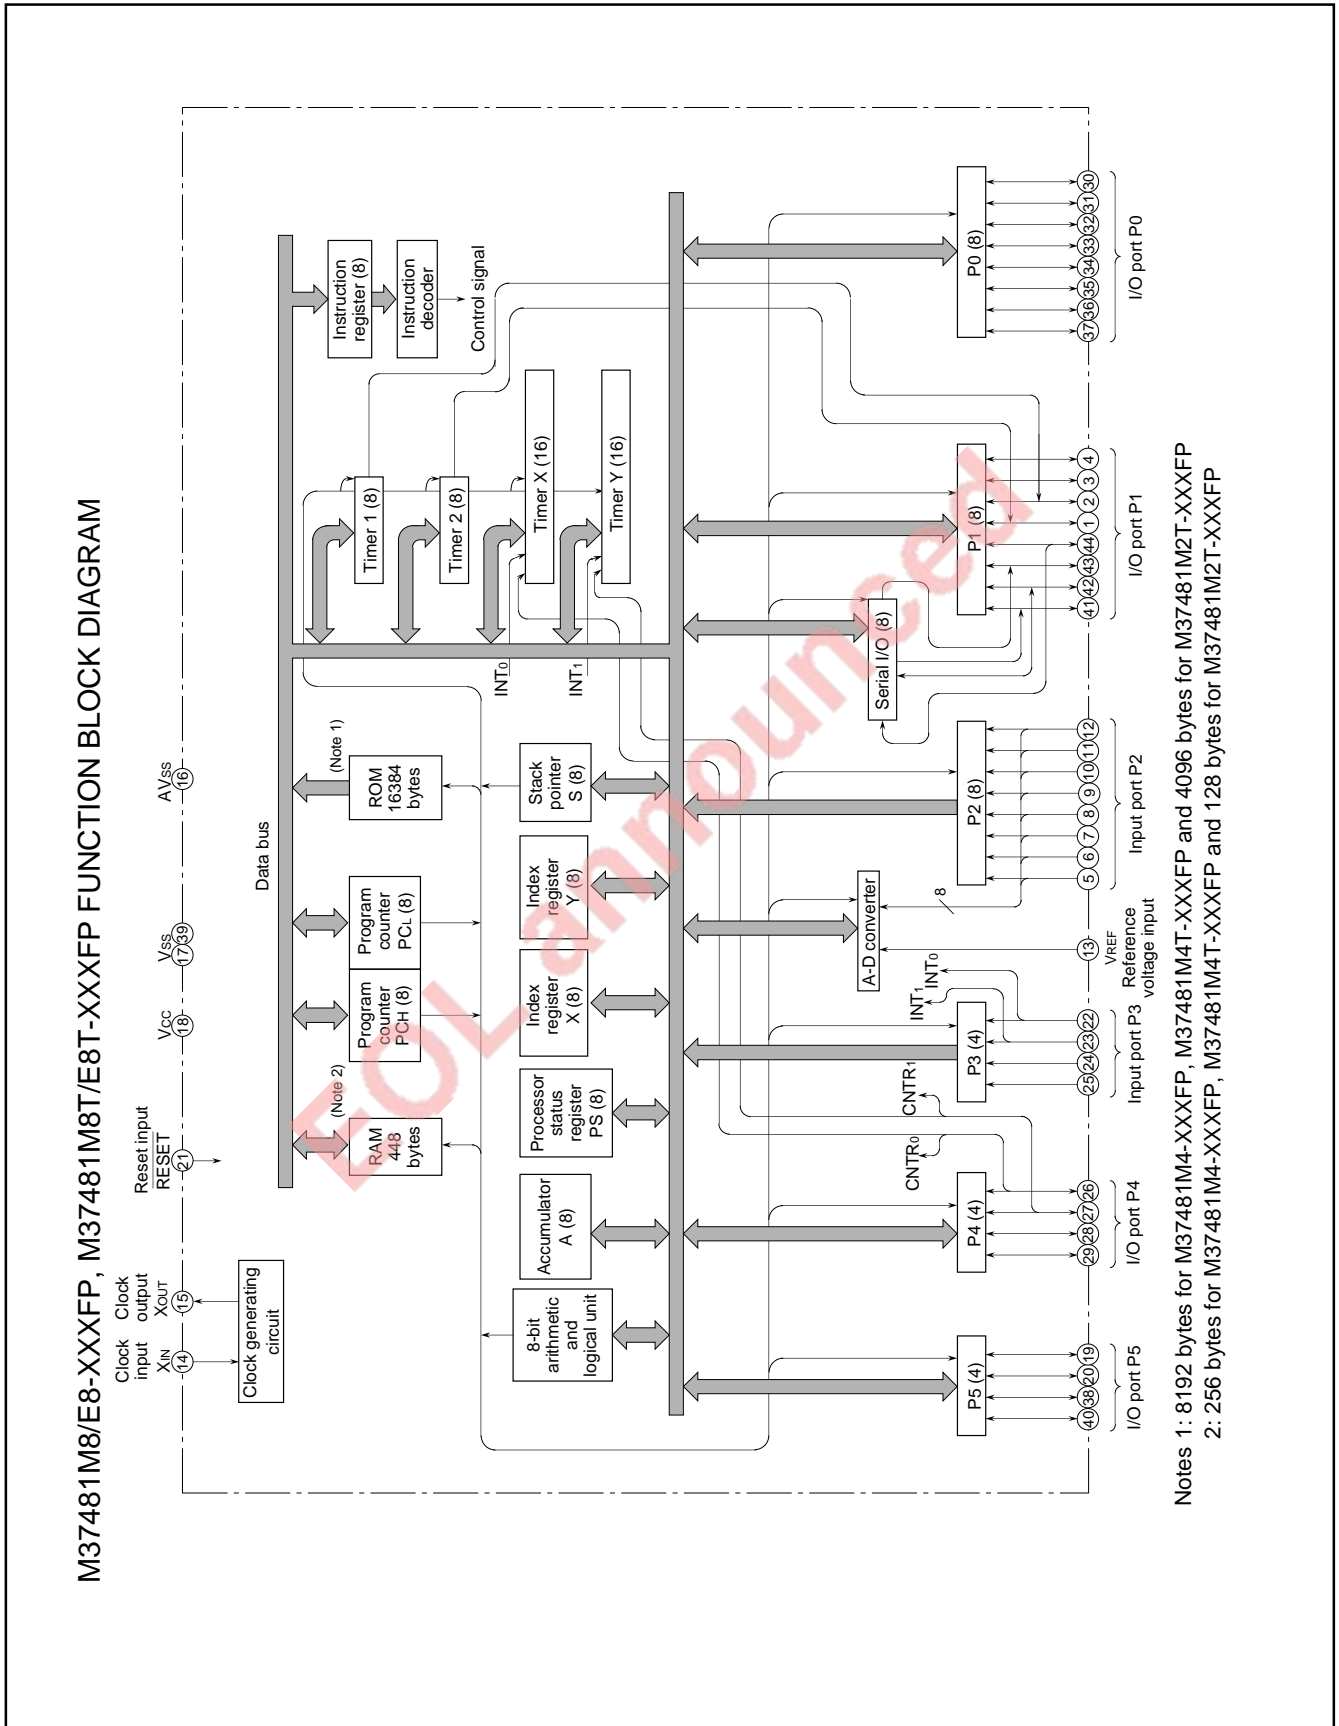 M37481M8/E8-XXXFP, M37481M8T/E8T-XXXFP FUNCTION BLOCK DIAGRAM
Clock input XIN
Clock output XOUT
Reset input RESET
VCC
VSS
AVSS
14
15
21
18
17
39
16
Clock generating circuit
Data bus
RAM 448 bytes
(Note 2)
Program counter PCH (8)
Program counter PCL (8)
ROM 16384 bytes
(Note 1)
Instruction register (8)
Instruction decoder
Control signal
Timer 1 (8)
Timer 2 (8)
Timer X (16)
Timer Y (16)
INT0
INT1
8-bit arithmetic and logical unit
Accumulator A (8)
Processor status register PS (8)
Index register X (8)
Index register Y (8)
Stack pointer S (8)
EOL announced
A-D converter
Serial I/O (8)
CNTR0
CNTR1
INT1
INT0
8
P5 (4)
P4 (4)
P3 (4)
P2 (8)
P1 (8)
P0 (8)
40 38 20 19
29 28 27 26
25 24 23 22
13
5 6 7 8 9 10 11 12
41 42 43 44 1 2 3 4
37 36 35 34 33 32 31 30
I/O port P5
I/O port P4
Input port P3
VREF
Reference voltage input
Input port P2
I/O port P1
I/O port P0
Notes 1: 8192 bytes for M37481M4-XXXFP, M37481M4T-XXXFP and 4096 bytes for M37481M2T-XXXFP
2: 256 bytes for M37481M4-XXXFP, M37481M4T-XXXFP and 128 bytes for M37481M2T-XXXFP